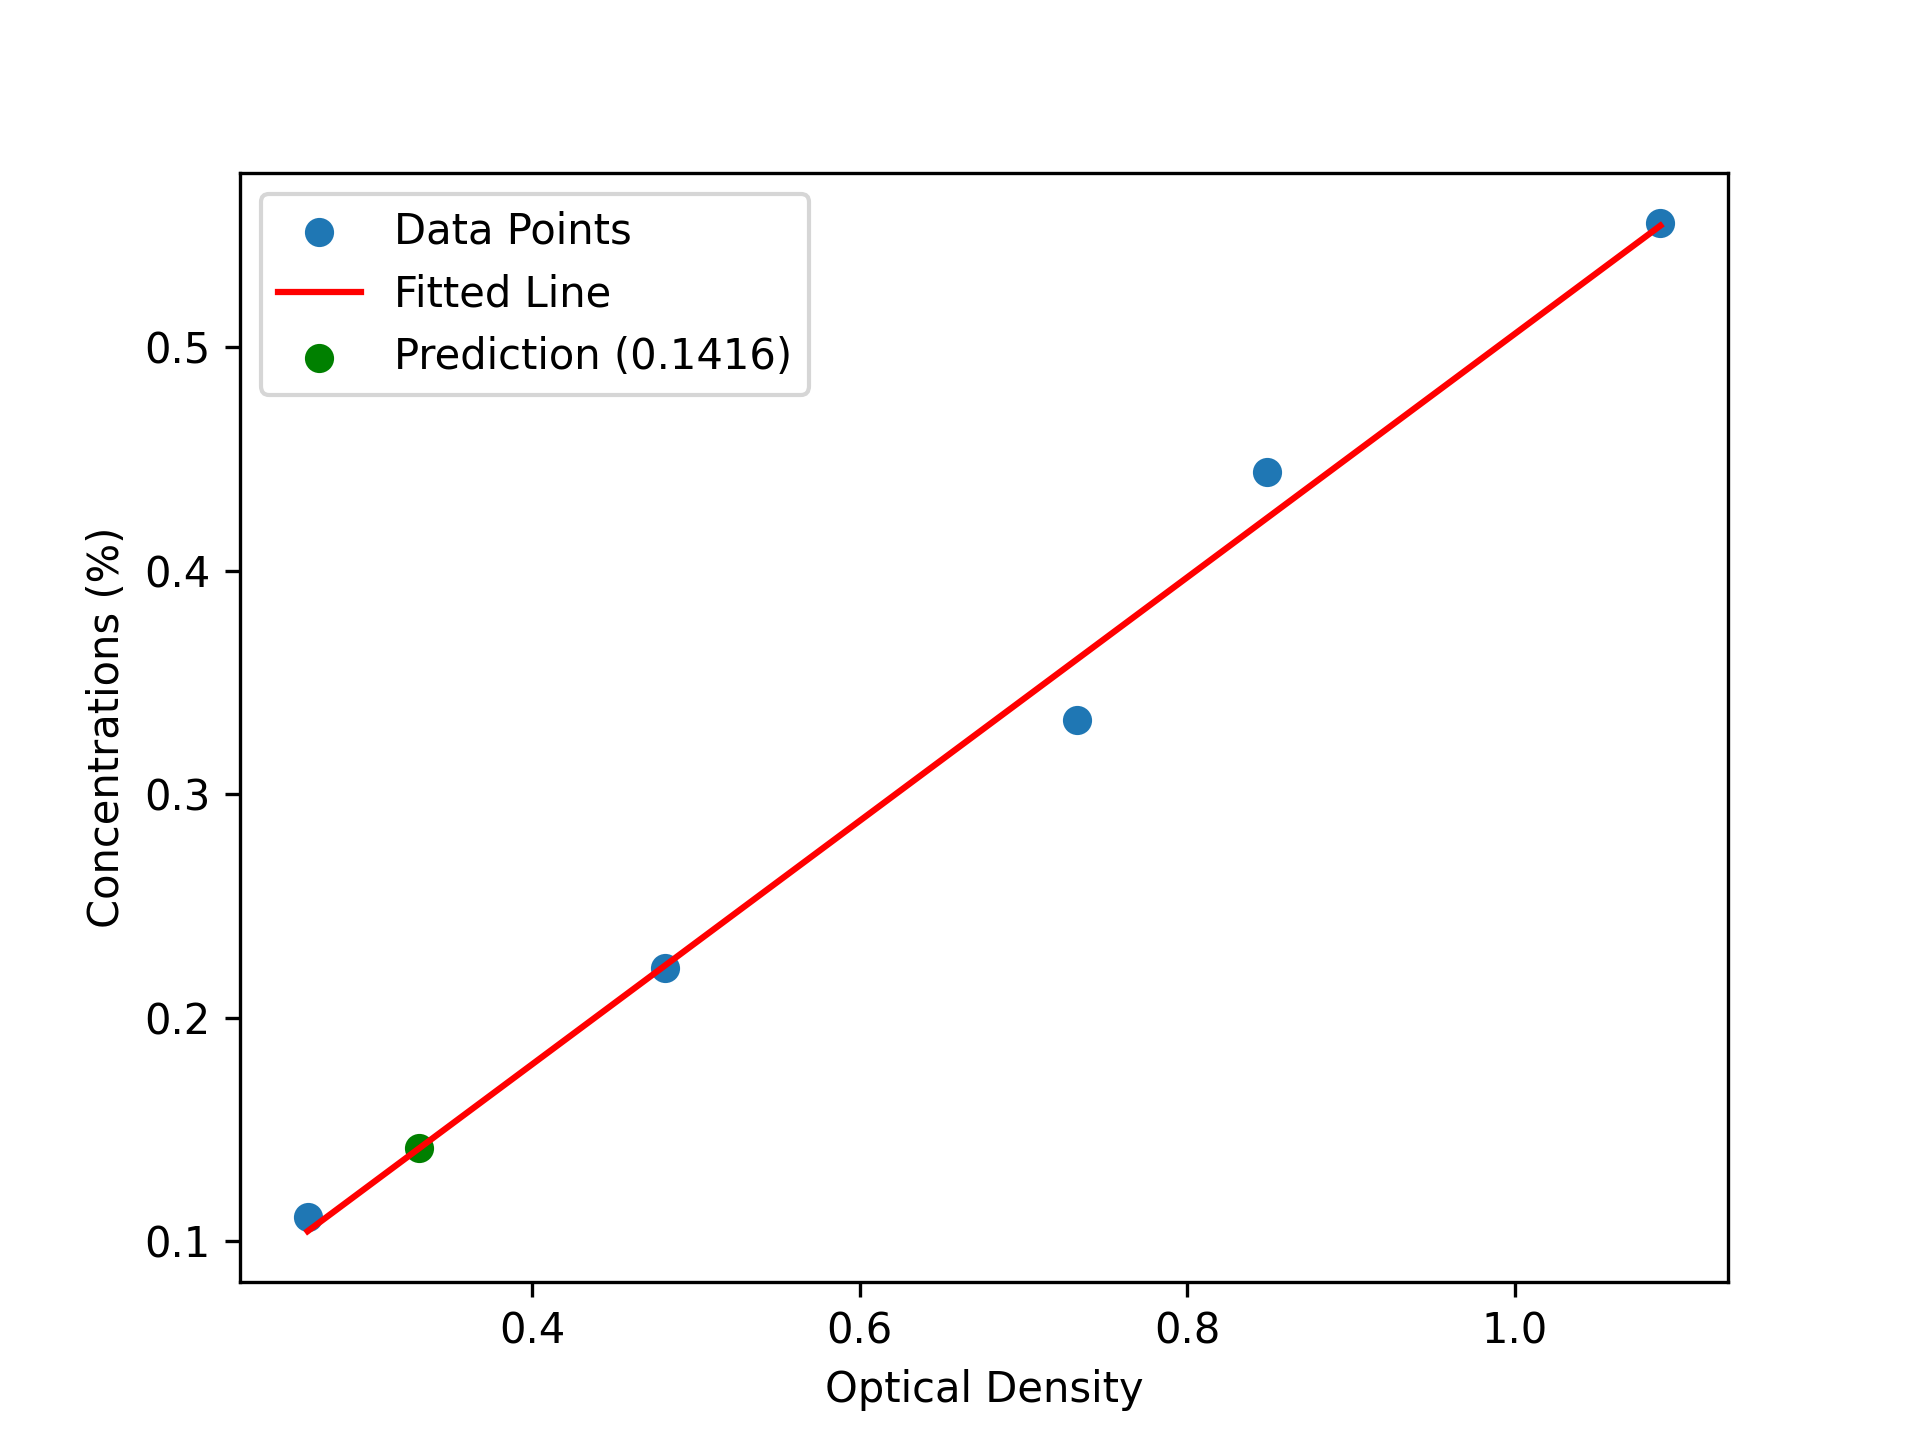 Data Points
Fitted Line
Prediction (0.1416)
Concentrations (%)
0.5
0.4
0.3
0.2
0.1
0.4 0.6 0.8 1.0
Optical Density